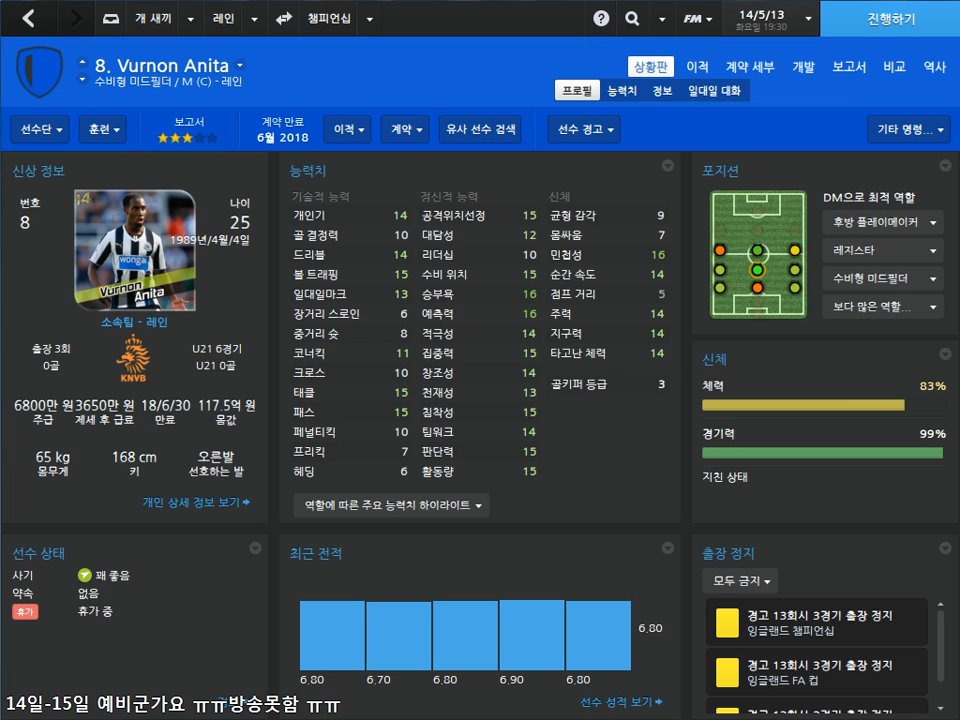 개 새끼 레인 챔피언십 FM 14/5/13 진행하기
화요일 19:30
8. Vurnon Anita
수비형 미드필더 / M (C) - 레인
상황판 이적 계약 세부 개발 보고서 비교 역사
프로필 능력치 정보 일대일 대화
선수단 훈련 보고서 계약 만료 6월 2018 이적 계약 유사 선수 검색 선수 경고 기타 명령...
신상 정보
번호 나이
8 25
1989년/4월/4일
14
wonga
Vurnon
Anita
소속팀 - 레인
출장 3회 U21 6경기
0골 U21 0골
KNVB
6800만 원 3650만 원 18/6/30 117.5억 원
주급 제세 후 급료 만료 몸값
65 kg 168 cm 오른발
몸무게 키 선호하는 발
개인 상세 정보 보기
능력치
기술적 능력 정신적 능력 신체
개인기 14 공격위치선정 15 균형 감각 9
골 결정력 10 대담성 12 몸싸움 7
드리블 14 리더십 10 민첩성 16
볼 트래핑 15 수비 위치 15 순간 속도 14
일대일마크 13 승부욕 16 점프 거리 5
장거리 스로인 6 예측력 16 주력 14
중거리 슛 8 적극성 14 지구력 14
코너킥 11 집중력 15 타고난 체력 14
크로스 10 창조성 14
태클 15 천재성 13 골키퍼 등급 3
패스 15 침착성 15
페널티킥 10 팀워크 14
프리킥 7 판단력 15
헤딩 6 활동량 15
역할에 따른 주요 능력치 하이라이트
포지션
DM으로 최적 역할
후방 플레이메이커
레지스타
수비형 미드필더
보다 많은 역할...
신체
체력 83%
경기력 99%
지친 상태
선수 상태
사기 꽤 좋음
약속 없음
휴가 휴가 중
최근 전적
6.80
6.80 6.70 6.80 6.90 6.80
선수 성적 보기
출장 정지
모두 금지
경고 13회시 3경기 출장 정지
잉글랜드 챔피언십
경고 13회시 3경기 출장 정지
잉글랜드 FA 컵
경고 13회시 3경기 출장 정지
14일-15일 예비군가요 ㅠㅠ방송못함 ㅠㅠ